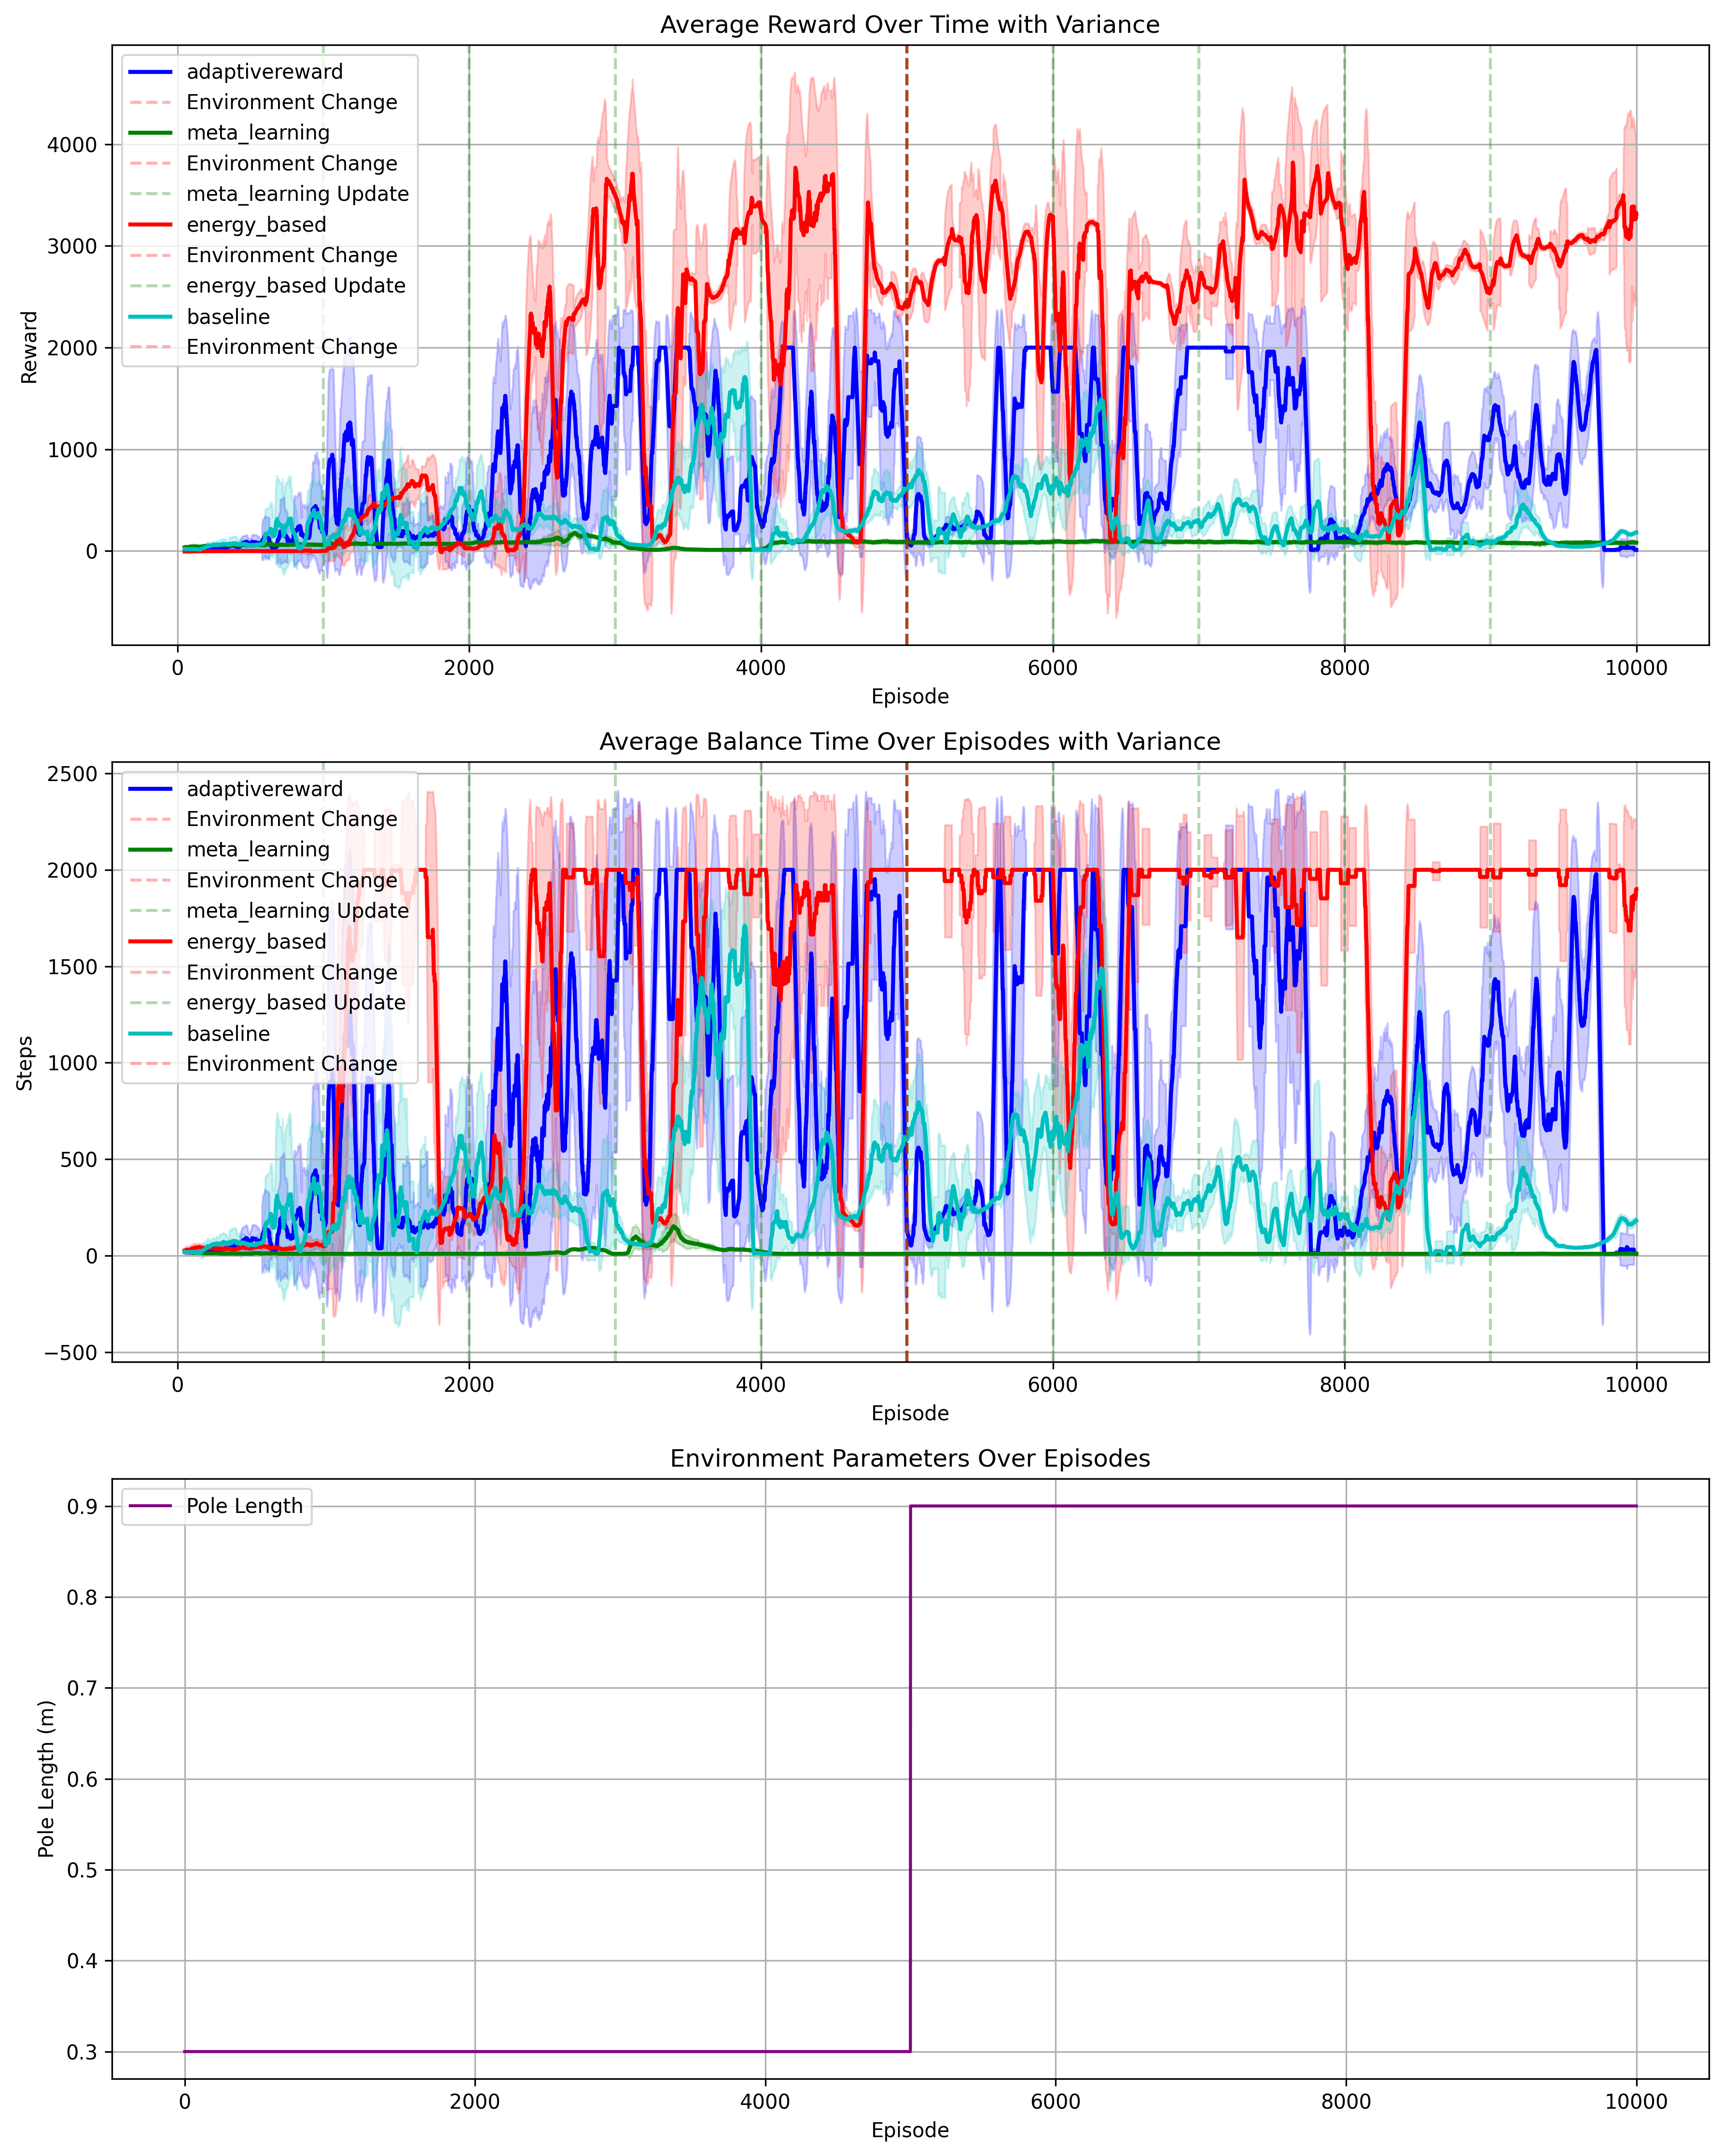 Average Reward Over Time with Variance
adaptivereward
Environment Change
meta_learning
Environment Change
meta_learning Update
energy_based
Environment Change
energy_based Update
baseline
Environment Change
4000
3000
2000
1000
0
Reward
0 2000 4000 6000 8000 10000
Episode
Average Balance Time Over Episodes with Variance
adaptivereward
Environment Change
meta_learning
Environment Change
meta_learning Update
energy_based
Environment Change
energy_based Update
baseline
Environment Change
2500
2000
1500
1000
500
0
−500
Steps
0 2000 4000 6000 8000 10000
Episode
Environment Parameters Over Episodes
Pole Length
0.9
0.8
0.7
0.6
0.5
0.4
0.3
Pole Length (m)
0 2000 4000 6000 8000 10000
Episode